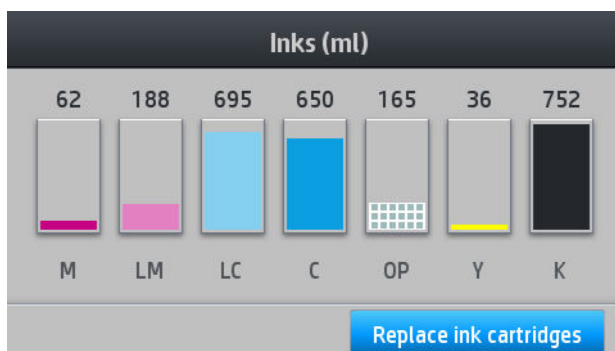 Inks (ml)
62 188 695 650 165 36 752
M LM LC C OP Y K
Replace ink cartridges